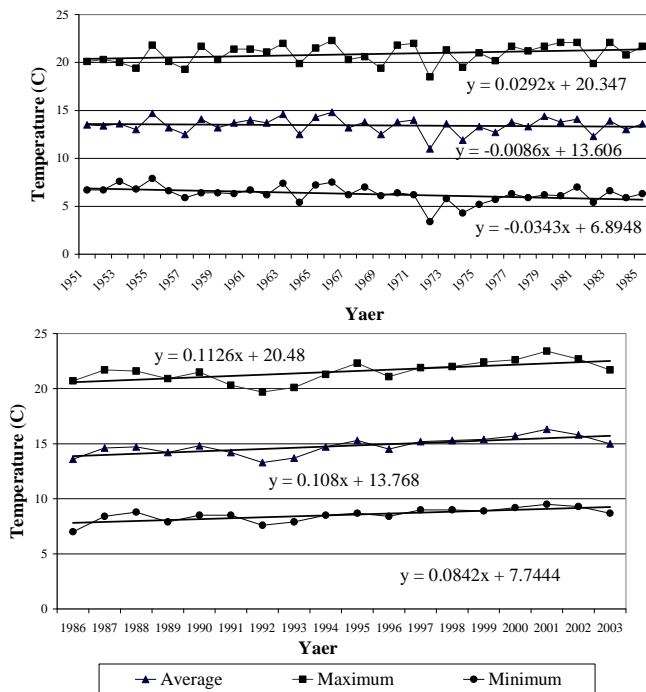 25
20
15
10
5
0
Temperature (C)
y = 0.0292x + 20.347
y = -0.0086x + 13.606
y = -0.0343x + 6.8948
1951 1953 1955 1957 1959 1961 1963 1965 1967 1969 1971 1973 1975 1977 1979 1981 1983 1985
Yaer
25
20
15
10
5
0
Temperature (C)
y = 0.1126x + 20.48
y = 0.108x + 13.768
y = 0.0842x + 7.7444
1986 1987 1988 1989 1990 1991 1992 1993 1994 1995 1996 1997 1998 1999 2000 2001 2002 2003
Yaer
Average Maximum Minimum